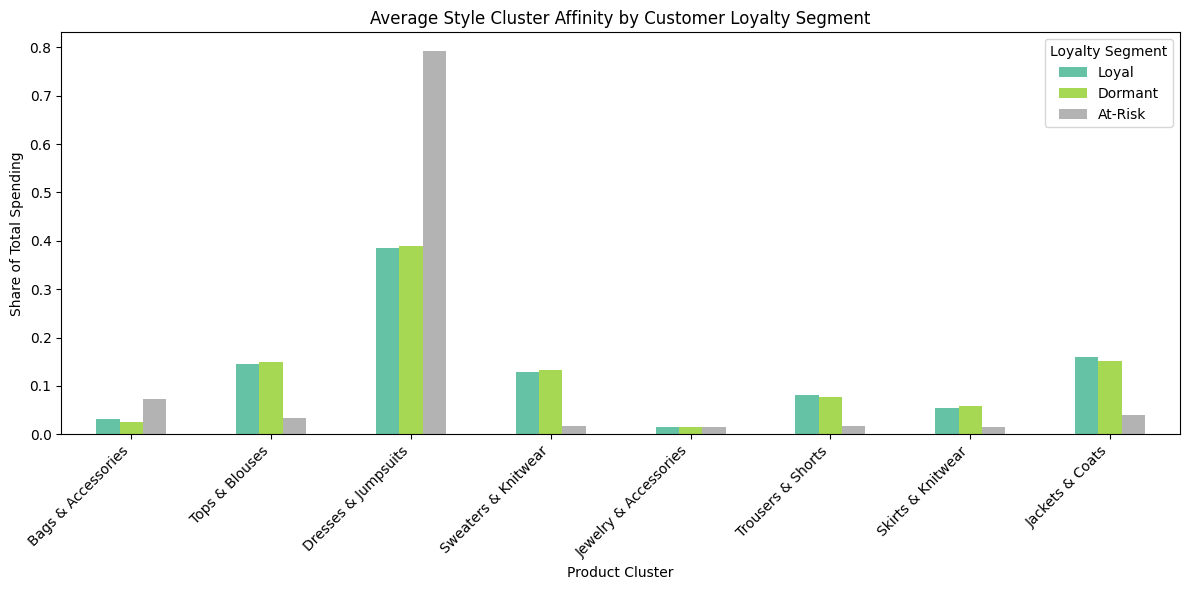 Average Style Cluster Affinity by Customer Loyalty Segment
Share of Total Spending
0.8
0.7
0.6
0.5
0.4
0.3
0.2
0.1
0.0
Loyalty Segment
Loyal
Dormant
At-Risk
Bags & Accessories
Tops & Blouses
Dresses & Jumpsuits
Sweaters & Knitwear
Jewelry & Accessories
Trousers & Shorts
Skirts & Knitwear
Jackets & Coats
Product Cluster